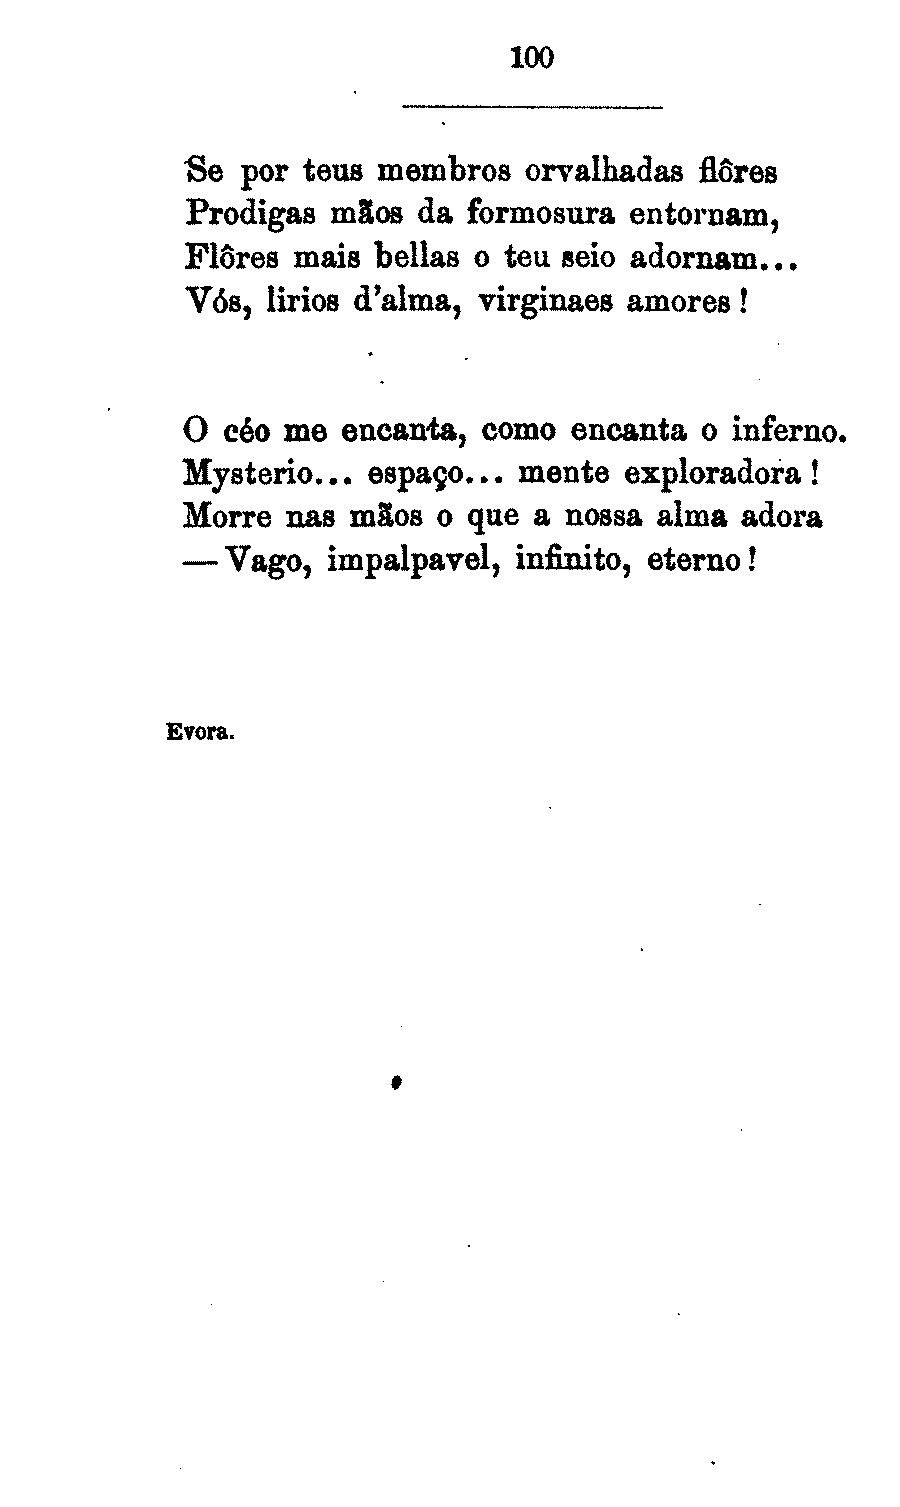 100
Se por teus membros orvalhadas flôres
Prodigas mãos da formosura entornam,
Flôres mais bellas o teu seio adornam...
Vós, lirios d'alma, virginaes amores!
O céo me encanta, como encanta o inferno.
Mysterio... espaço... mente exploradora!
Morre nas mãos o que a nossa alma adora
— Vago, impalpavel, infinito, eterno!
Evora.